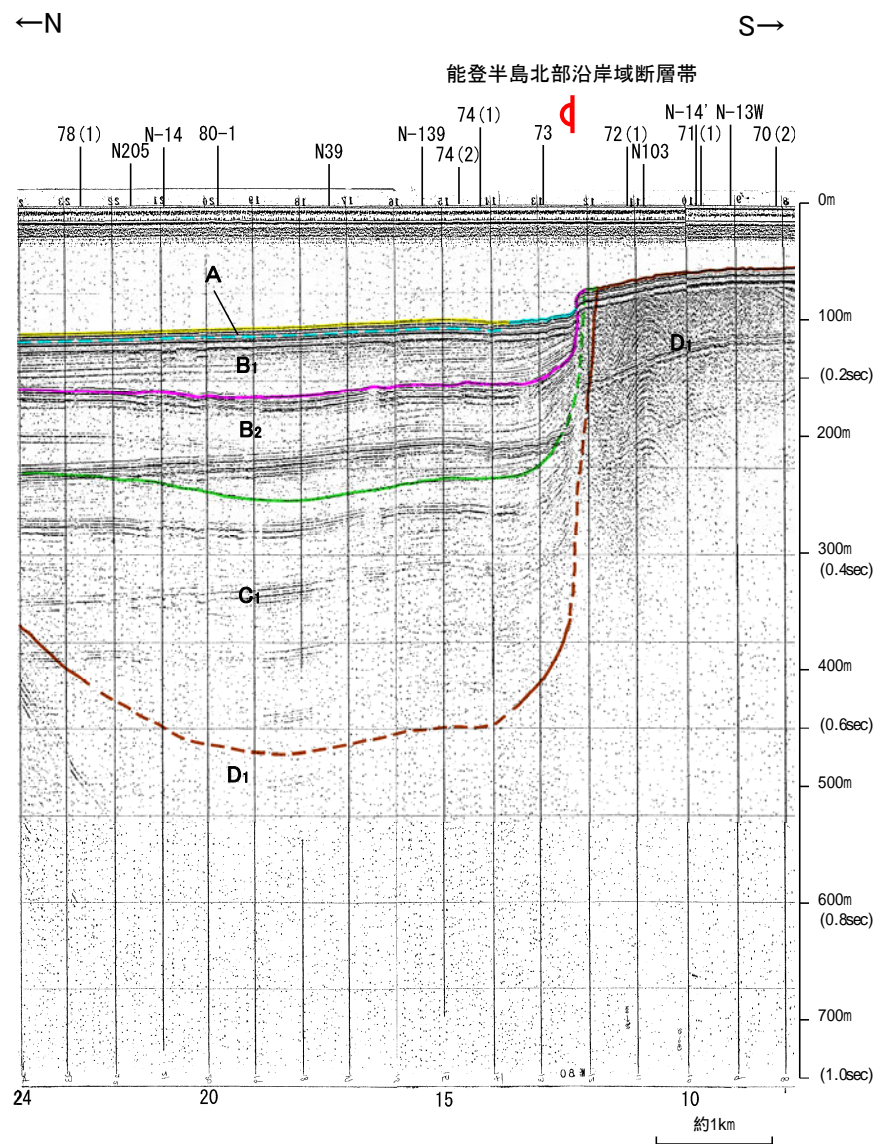 ←N
S→
能登半島北部沿岸域断層帯
78(1)
N205
N-14
80-1
N39
N-139
74(2)
74(1)
73
72(1)
N103
N-14'
71(1)
N-13W
70(2)
0m
A
100m
B1
D1
(0.2sec)
B2
200m
300m
(0.4sec)
C1
400m
(0.6sec)
D1
500m
600m
(0.8sec)
700m
(1.0sec)
24
20
15
10
約1km